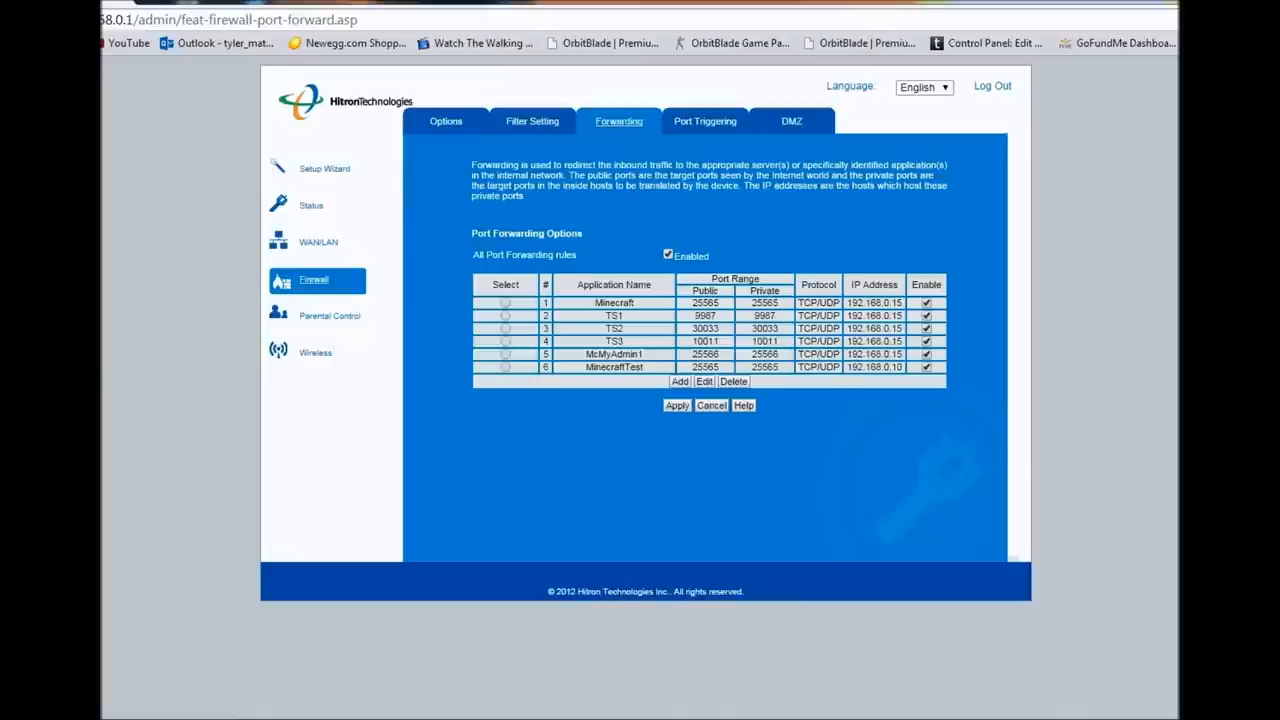 58.0.1/admin/feat-firewall-port-forward.asp
YouTube Outlook - tyler_mat... Newegg.com Shopp... Watch The Walking ... OrbitBlade | Premiu... OrbitBlade Game Pa... OrbitBlade | Premiu... Control Panel: Edit ... GoFundMe Dashboa...
HitronTechnologies
Language: English Log Out
Options Filter Setting Forwarding Port Triggering DMZ
Setup Wizard
Status
WAN/LAN
Firewall
Parental Control
Wireless
Forwarding is used to redirect the inbound traffic to the appropriate server(s) or specifically identified application(s)
in the internal network. The public ports are the target ports seen by the Internet world and the private ports are
the target ports in the inside hosts to be translated by the device. The IP addresses are the hosts which host these
private ports
Port Forwarding Options
All Port Forwarding rules Enabled
Select # Application Name Port Range Protocol IP Address Enable
Public Private
1 Minecraft 25565 25565 TCP/UDP 192.168.0.15
2 TS1 9987 9987 TCP/UDP 192.168.0.15
3 TS2 30033 30033 TCP/UDP 192.168.0.15
4 TS3 10011 10011 TCP/UDP 192.168.0.15
5 McMyAdmin1 25566 25566 TCP/UDP 192.168.0.15
6 MinecraftTest 25565 25565 TCP/UDP 192.168.0.10
Add Edit Delete
Apply Cancel Help
© 2012 Hitron Technologies Inc.. All rights reserved.